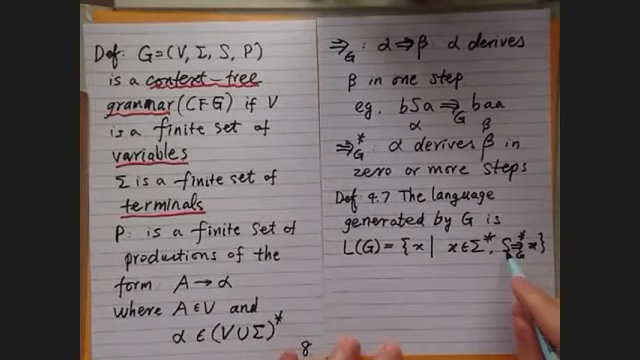 Def: G=(V, Σ, S, P)
is a context-free
grammar (CFG) if V
is a finite set of
variables
Σ is a finite set of
terminals
P: is a finite set of
productions of the
form A → α
where A ∈ V and
α ∈ (V ∪ Σ)*
8
⇒G : α ⇒ β : α derives
β in one step
eg. bSa ⇒G baa
α β
⇒*G α derives β in
zero or more steps
Def 4.7 The language
generated by G is
L(G) = {x | x ∈ Σ*, S ⇒*G x}